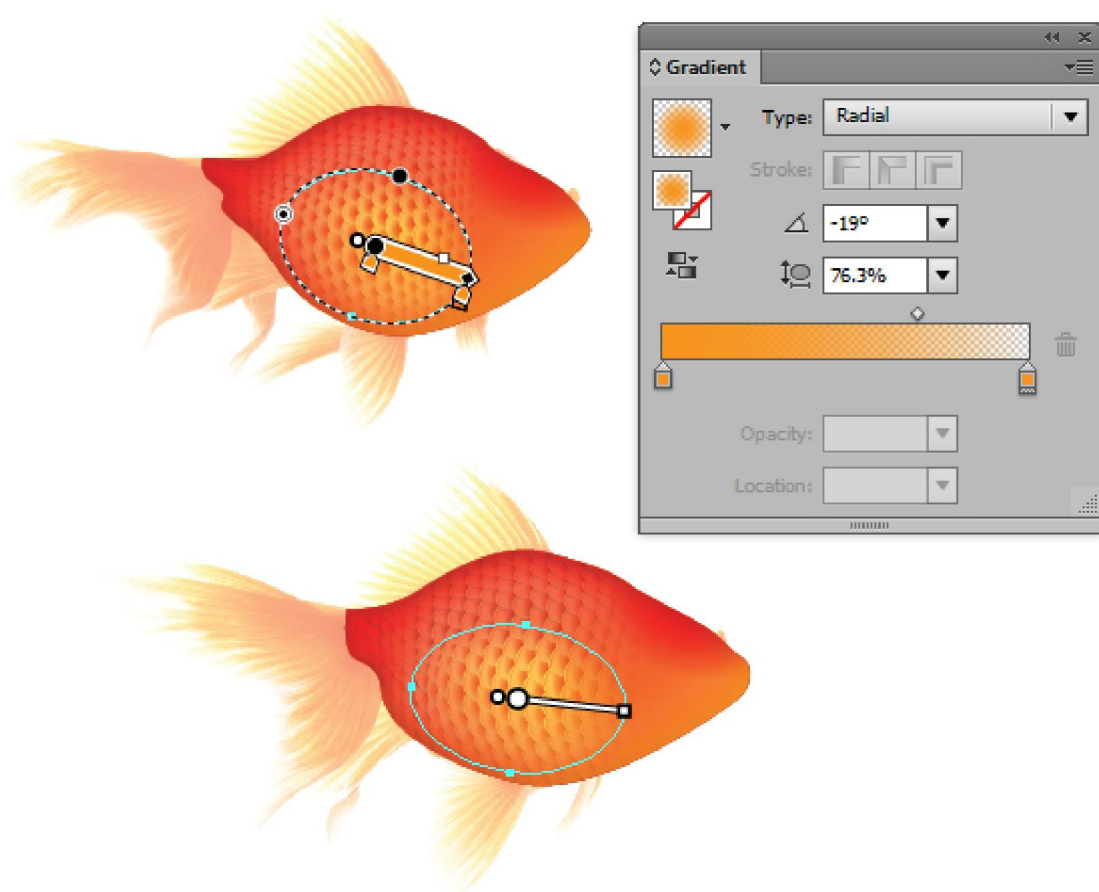 Gradient
Type: Radial
Stroke:
-19°
76.3%
Opacity:
Location: